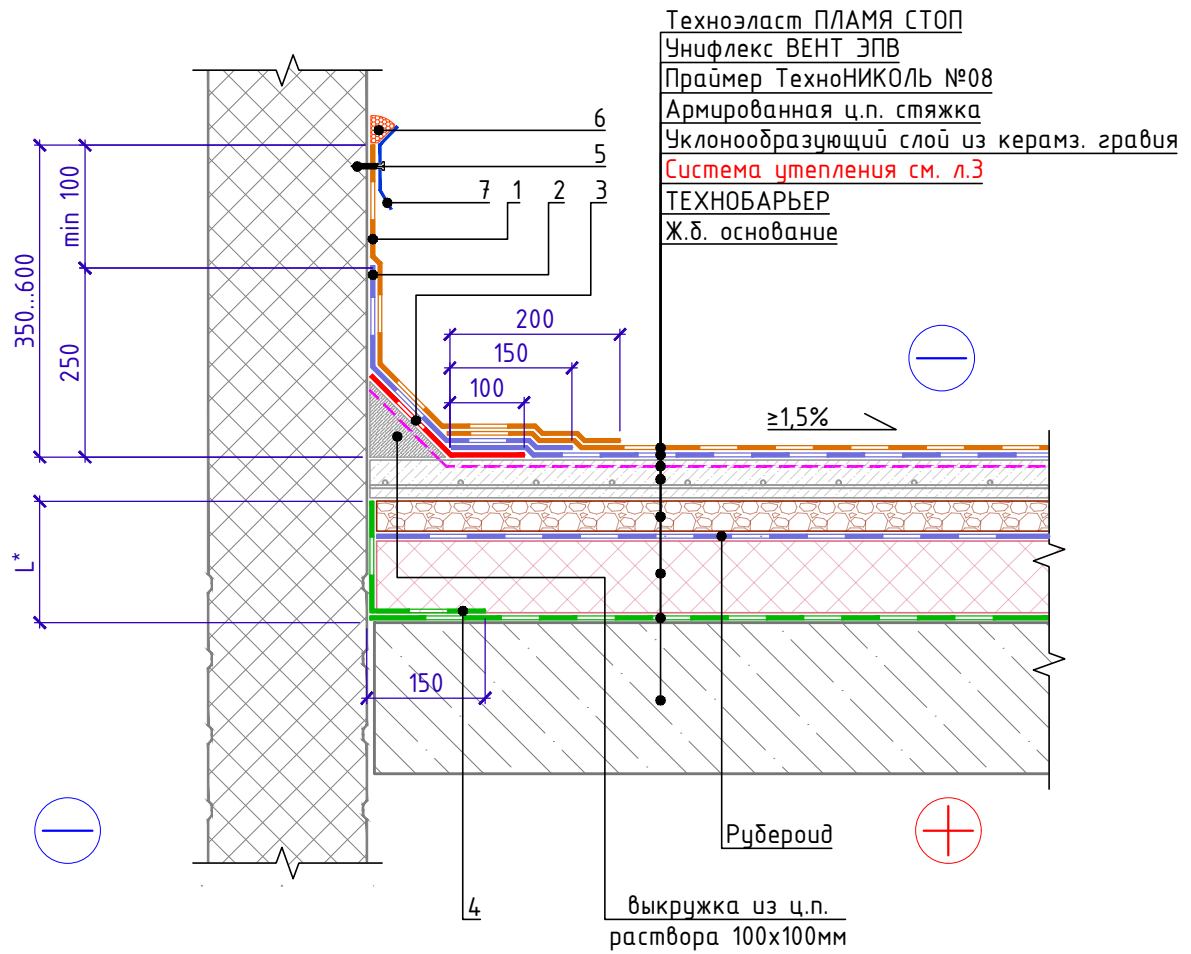 Техноэласт ПЛАМЯ СТОП
Унифлекс ВЕНТ ЭПВ
Праймер ТехноНИКОЛЬ №08
Армированная ц.п. стяжка
Уклонообразующий слой из керамз. гравия
Система утепления см. л.3
ТЕХНОБАРЬЕР
Ж.б. основание
6
5
7 1 2 3
min 100
350...600
250
200
150
100
≥1,5%
L*
150
Рубероид
4
выкружка из ц.п.
раствора 100х100мм